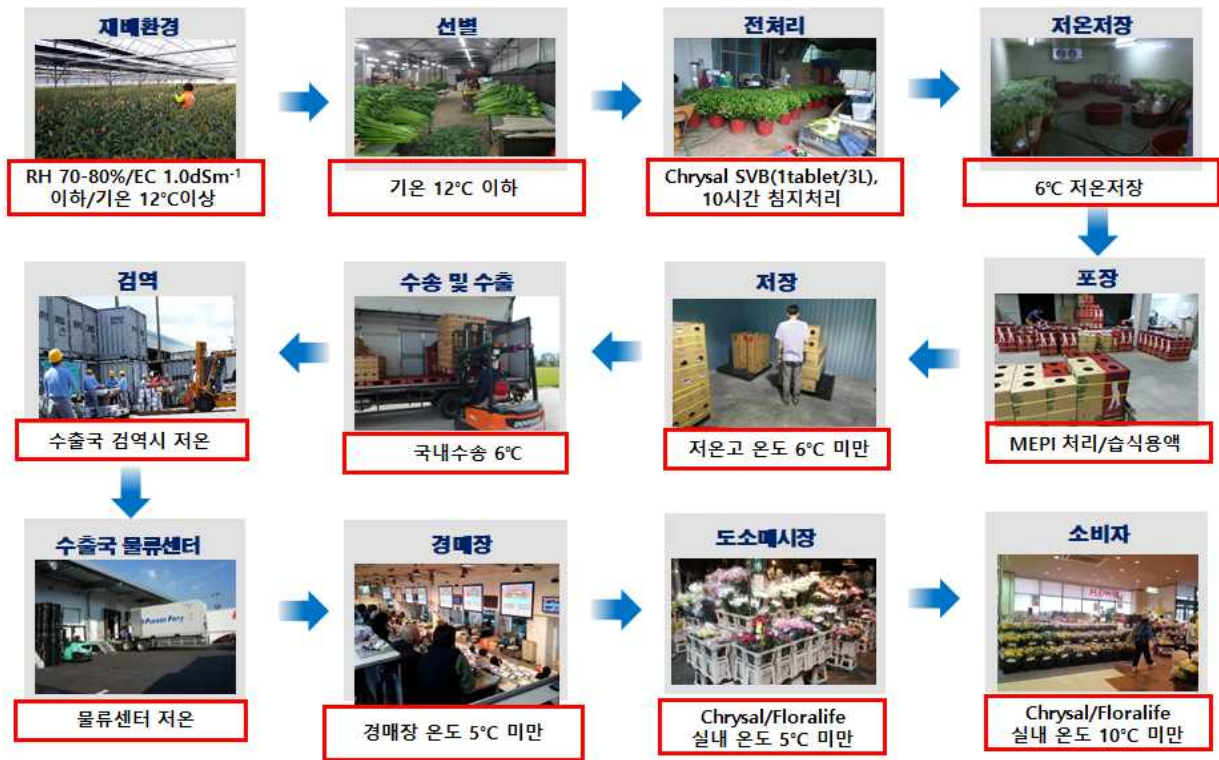 재배환경
RH 70-80%/EC 1.0dSm-1
이하/기온 12°C이상
선별
기온 12°C 이하
전처리
Chrysal SVB(1tablet/3L),
10시간 침지처리
저온저장
6℃ 저온저장
포장
MEPI 처리/습식용액
저장
저온고 온도 6°C 미만
수송 및 수출
국내수송 6℃
검역
수출국 검역시 저온
수출국 물류센터
물류센터 저온
경매장
경매장 온도 5°C 미만
도소매시장
Chrysal/Floralife
실내 온도 5°C 미만
소비자
FLOWER
Chrysal/Floralife
실내 온도 10°C 미만